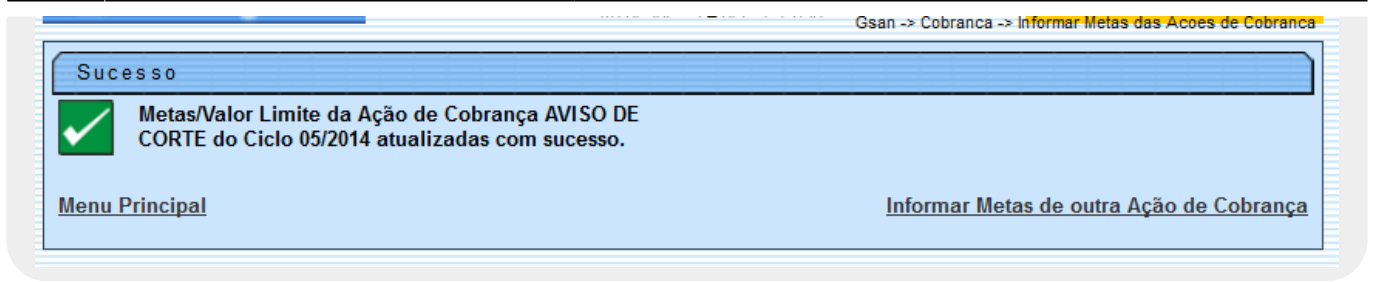 Gsan -> Cobranca -> Informar Metas das Acoes de Cobranca
Sucesso
Metas/Valor Limite da Ação de Cobrança AVISO DE
CORTE do Ciclo 05/2014 atualizadas com sucesso.
Menu Principal
Informar Metas de outra Ação de Cobrança